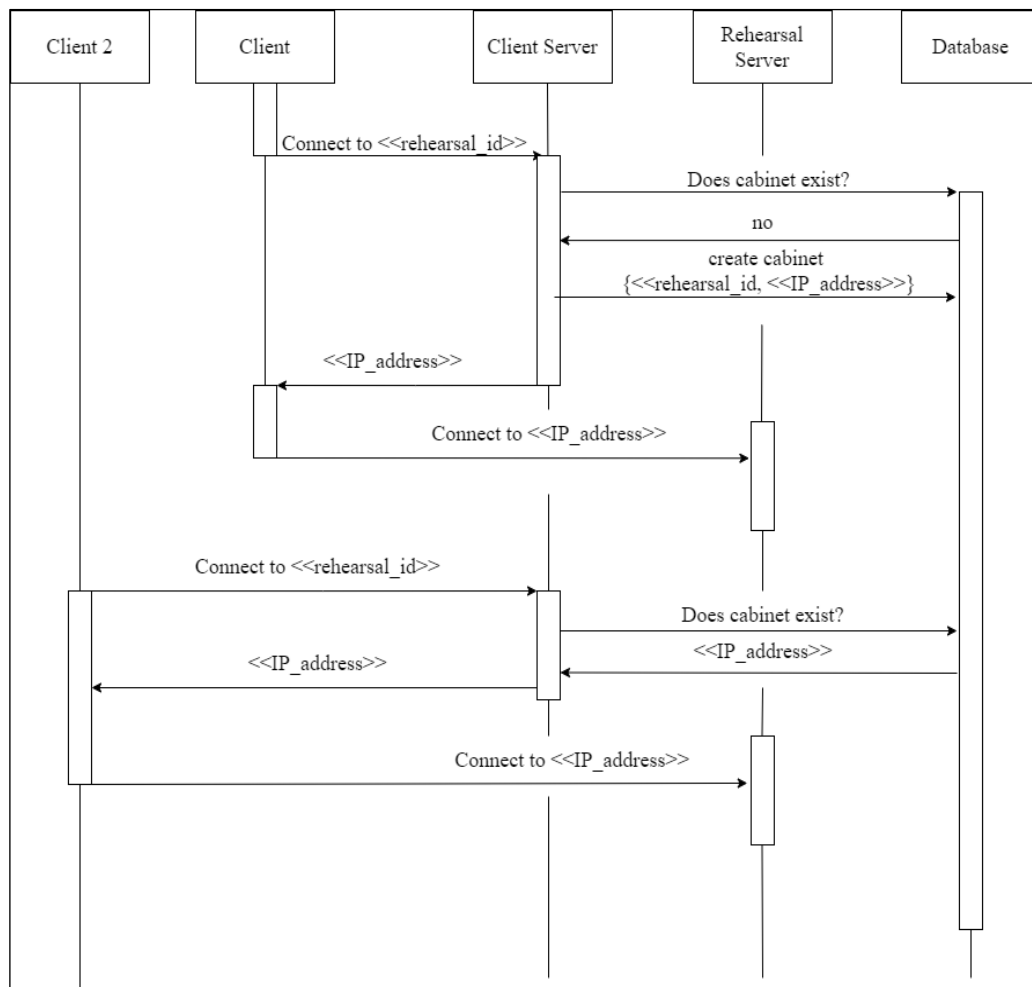 Client 2
Client
Client Server
Rehearsal
Server
Database
Connect to <<rehearsal_id>>
Does cabinet exist?
no
create cabinet
{<<rehearsal_id, <<IP_address>>}
<<IP_address>>
Connect to <<IP_address>>
Connect to <<rehearsal_id>>
Does cabinet exist?
<<IP_address>>
<<IP_address>>
Connect to <<IP_address>>